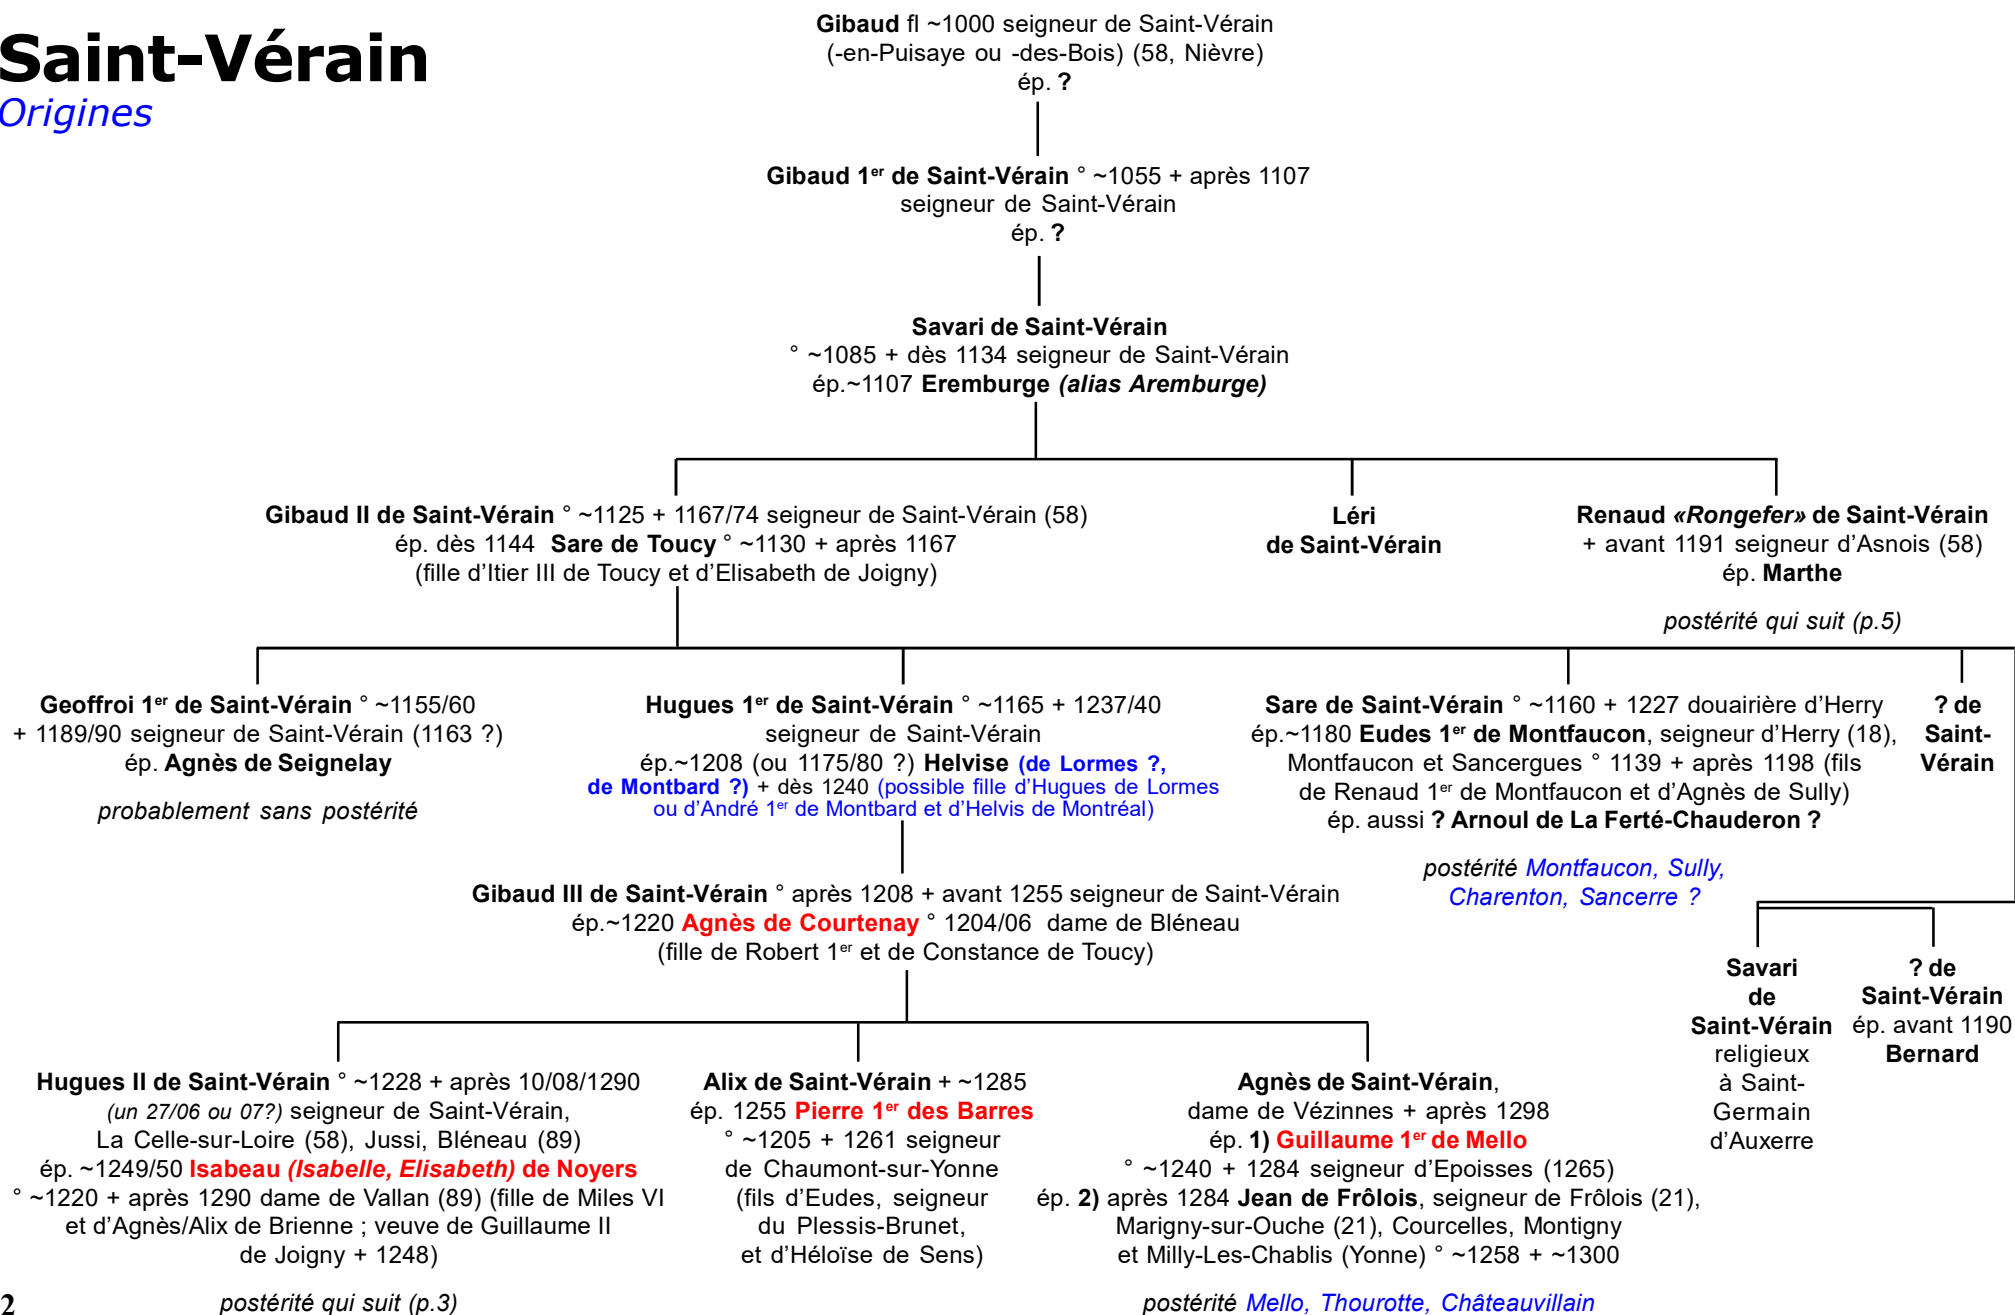 Saint-Vérain
Origines
Gibaud fl ~1000 seigneur de Saint-Vérain
(-en-Puisaye ou -des-Bois) (58, Nièvre)
ép. ?
Gibaud 1er de Saint-Vérain ° ~1055 + après 1107
seigneur de Saint-Vérain
ép. ?
Savari de Saint-Vérain
° ~1085 + dès 1134 seigneur de Saint-Vérain
ép.~1107 Eremburge (alias Aremburge)
Gibaud II de Saint-Vérain ° ~1125 + 1167/74 seigneur de Saint-Vérain (58)
ép. dès 1144 Sare de Toucy ° ~1130 + après 1167
(fille d'Itier III de Toucy et d'Elisabeth de Joigny)
Léri
de Saint-Vérain
Renaud «Rongefer» de Saint-Vérain
+ avant 1191 seigneur d'Asnois (58)
ép. Marthe
postérité qui suit (p.5)
Geoffroi 1er de Saint-Vérain ° ~1155/60
+ 1189/90 seigneur de Saint-Vérain (1163 ?)
ép. Agnès de Seignelay
probablement sans postérité
Hugues 1er de Saint-Vérain ° ~1165 + 1237/40
seigneur de Saint-Vérain
ép.~1208 (ou 1175/80 ?) Helvise (de Lormes ?,
de Montbard ?) + dès 1240 (possible fille d'Hugues de Lormes
ou d'André 1er de Montbard et d'Helvis de Montréal)
Sare de Saint-Vérain ° ~1160 + 1227 douairière d'Herry
ép.~1180 Eudes 1er de Montfaucon, seigneur d'Herry (18),
Montfaucon et Sancergues ° 1139 + après 1198 (fils
de Renaud 1er de Montfaucon et d'Agnès de Sully)
ép. aussi ? Arnoul de La Ferté-Chauderon ?
postérité Montfaucon, Sully,
Charenton, Sancerre ?
? de
Saint-
Vérain
Gibaud III de Saint-Vérain ° après 1208 + avant 1255 seigneur de Saint-Vérain
ép.~1220 Agnès de Courtenay ° 1204/06 dame de Bléneau
(fille de Robert 1er et de Constance de Toucy)
Savari
de
Saint-Vérain
religieux
à Saint-
Germain
d'Auxerre
? de
Saint-Vérain
ép. avant 1190
Bernard
Hugues II de Saint-Vérain ° ~1228 + après 10/08/1290
(un 27/06 ou 07?) seigneur de Saint-Vérain,
La Celle-sur-Loire (58), Jussi, Bléneau (89)
ép. ~1249/50 Isabeau (Isabelle, Elisabeth) de Noyers
° ~1220 + après 1290 dame de Vallan (89) (fille de Miles VI
et d'Agnès/Alix de Brienne ; veuve de Guillaume II
de Joigny + 1248)
postérité qui suit (p.3)
Alix de Saint-Vérain + ~1285
ép. 1255 Pierre 1er des Barres
° ~1205 + 1261 seigneur
de Chaumont-sur-Yonne
(fils d'Eudes, seigneur
du Plessis-Brunet,
et d'Héloïse de Sens)
Agnès de Saint-Vérain,
dame de Vézinnes + après 1298
ép. 1) Guillaume 1er de Mello
° ~1240 + 1284 seigneur d'Epoisses (1265)
ép. 2) après 1284 Jean de Frôlois, seigneur de Frôlois (21),
Marigny-sur-Ouche (21), Courcelles, Montigny
et Milly-Les-Chablis (Yonne) ° ~1258 + ~1300
postérité Mello, Thourotte, Châteauvillain
2